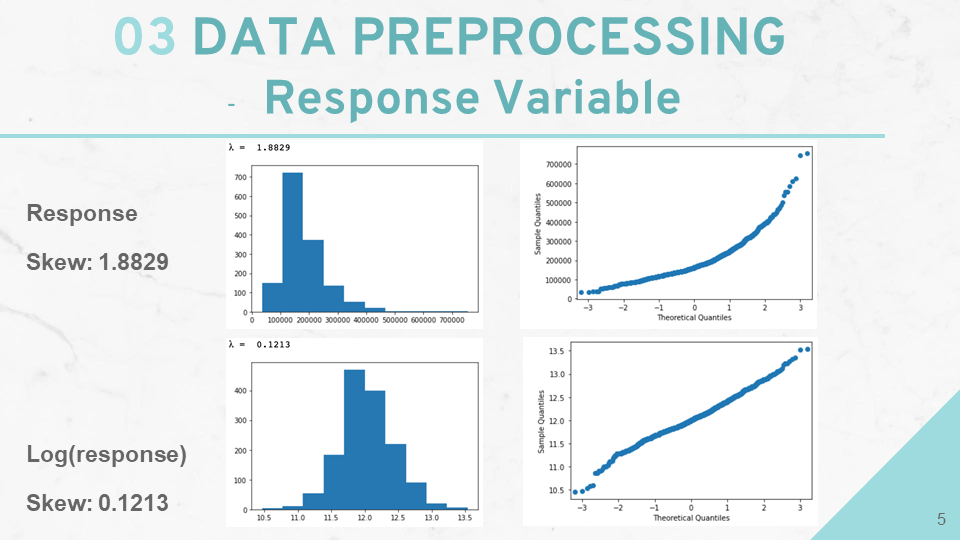 03 DATA PREPROCESSING
- Response Variable
λ = 1.8829
Response
Skew: 1.8829
700
600
500
400
300
200
100
0
0 100000 200000 300000 400000 500000 600000 700000
Sample Quantiles
700000
600000
500000
400000
300000
200000
100000
0
−3 −2 −1 0 1 2 3
Theoretical Quantiles
λ = 0.1213
Log(response)
Skew: 0.1213
400
300
200
100
0
10.5 11.0 11.5 12.0 12.5 13.0 13.5
Sample Quantiles
13.5
13.0
12.5
12.0
11.5
11.0
10.5
−3 −2 −1 0 1 2 3
Theoretical Quantiles
5